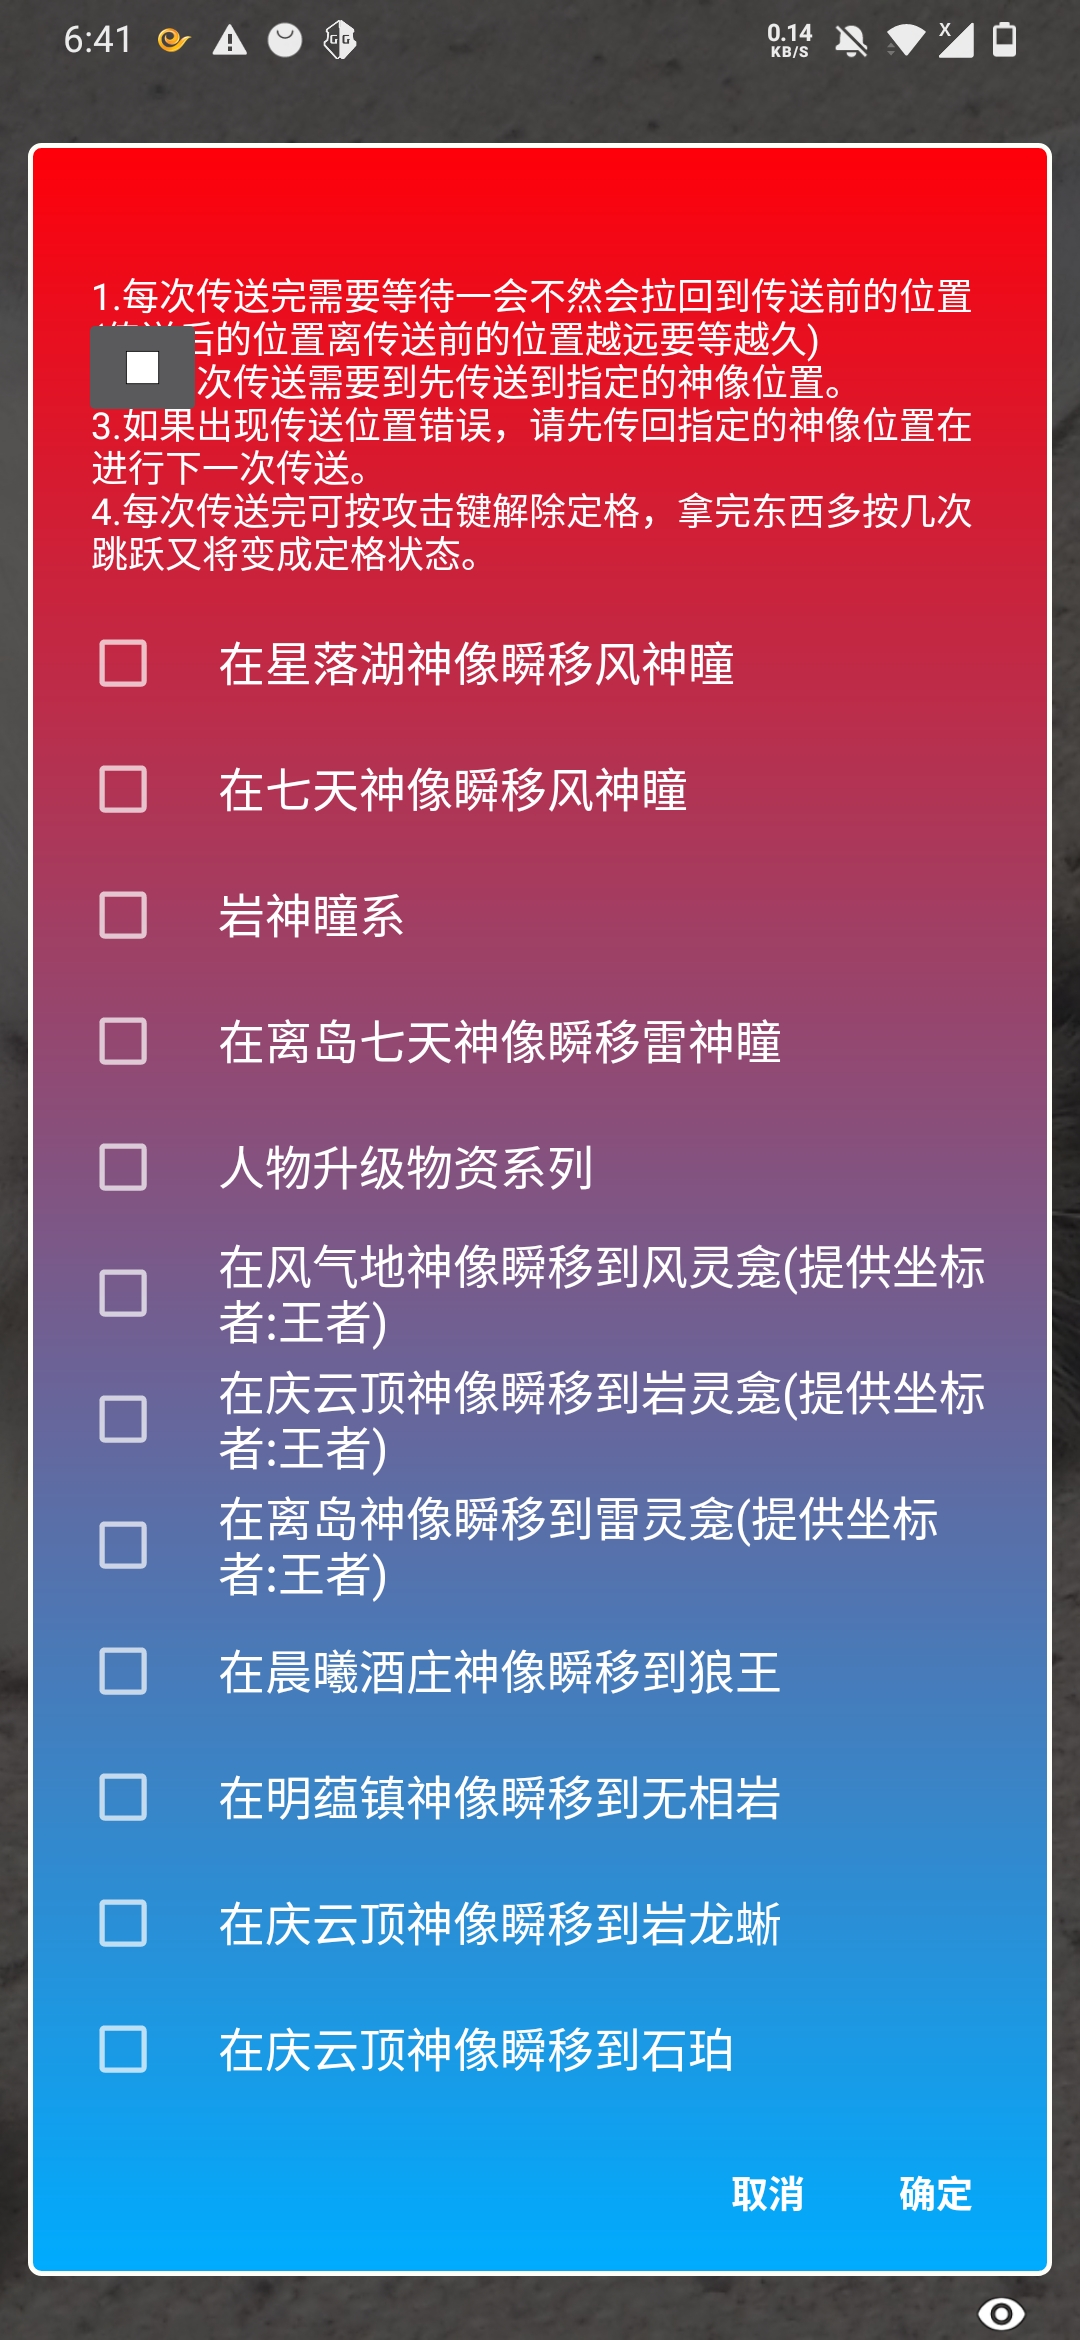 6:41
0.14
KB/S
1.每次传送完需要等待一会不然会拉回到传送前的位置
后的位置离传送前的位置越远要等越久)
次传送需要到先传送到指定的神像位置。
3.如果出现传送位置错误，请先传回指定的神像位置在
进行下一次传送。
4.每次传送完可按攻击键解除定格，拿完东西多按几次
跳跃又将变成定格状态。
在星落湖神像瞬移风神瞳
在七天神像瞬移风神瞳
岩神瞳系
在离岛七天神像瞬移雷神瞳
人物升级物资系列
在风气地神像瞬移到风灵龛(提供坐标
者:王者)
在庆云顶神像瞬移到岩灵龛(提供坐标
者:王者)
在离岛神像瞬移到雷灵龛(提供坐标
者:王者)
在晨曦酒庄神像瞬移到狼王
在明蕴镇神像瞬移到无相岩
在庆云顶神像瞬移到岩龙蜥
在庆云顶神像瞬移到石珀
取消 确定